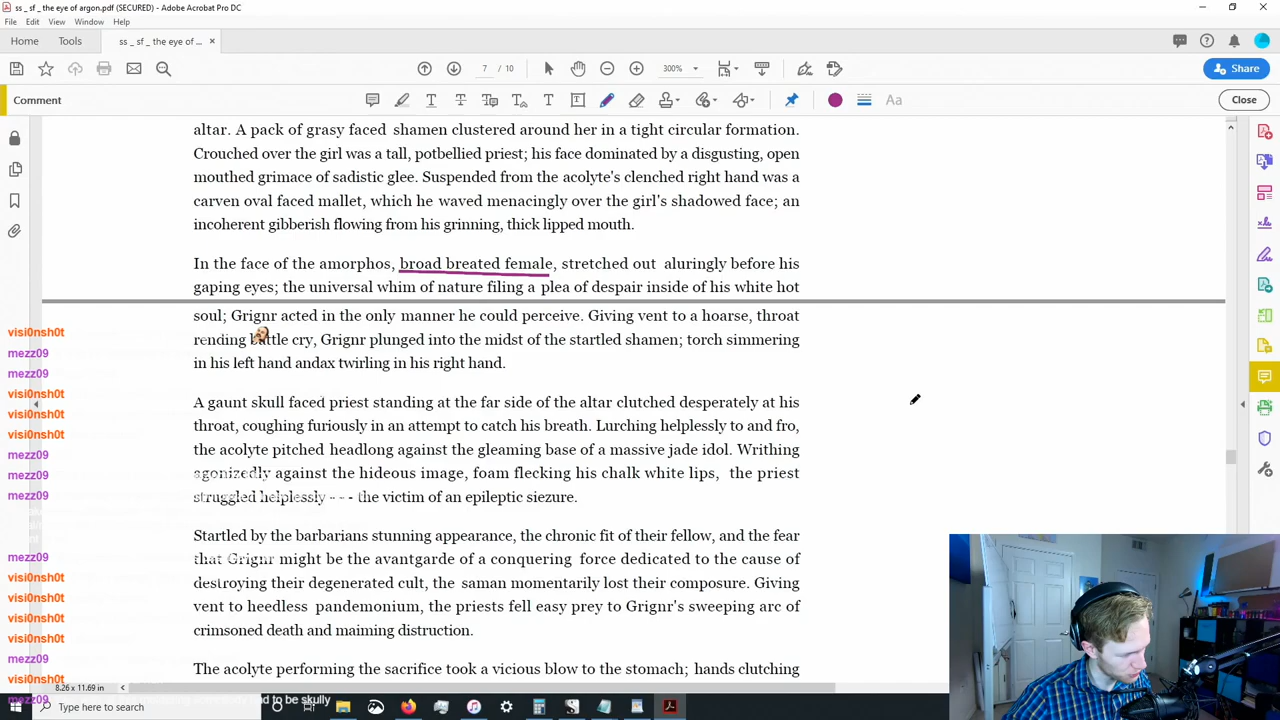 ss _ sf _ the eye of argon.pdf (SECURED) - Adobe Acrobat Pro DC
File Edit View Window Help
Home Tools ss _ sf _ the eye of ... ×
7 / 10 300% Share
Comment Aa Close
altar. A pack of grasy faced shamen clustered around her in a tight circular formation.
Crouched over the girl was a tall, potbellied priest; his face dominated by a disgusting, open
mouthed grimace of sadistic glee. Suspended from the acolyte's clenched right hand was a
carven oval faced mallet, which he waved menacingly over the girl's shadowed face; an
incoherent gibberish flowing from his grinning, thick lipped mouth.
In the face of the amorphos, broad breated female, stretched out aluringly before his
gaping eyes; the universal whim of nature filing a plea of despair inside of his white hot
soul; Grignr acted in the only manner he could perceive. Giving vent to a hoarse, throat
visi0nsh0t
rending battle cry, Grignr plunged into the midst of the startled shamen; torch simmering
mezz09
in his left hand andax twirling in his right hand.
mezz09
visi0nsh0t
A gaunt skull faced priest standing at the far side of the altar clutched desperately at his
visi0nsh0t
throat, coughing furiously in an attempt to catch his breath. Lurching helplessly to and fro,
visi0nsh0t
the acolyte pitched headlong against the gleaming base of a massive jade idol. Writhing
mezz09
agonizedly against the hideous image, foam flecking his chalk white lips, the priest
mezz09
struggled helplessly - - - the victim of an epileptic siezure.
mezz09
Startled by the barbarians stunning appearance, the chronic fit of their fellow, and the fear
that Grignr might be the avantgarde of a conquering force dedicated to the cause of
mezz09
visi0nsh0t
destroying their degenerated cult, the saman momentarily lost their composure. Giving
visi0nsh0t
vent to heedless pandemonium, the priests fell easy prey to Grignr's sweeping arc of
visi0nsh0t
crimsoned death and maiming distruction.
visi0nsh0t
mezz09
The acolyte performing the sacrifice took a vicious blow to the stomach; hands clutching
visi0nsh0t
8.26 x 11.69 in
mezz09 had to be skully
Type here to search